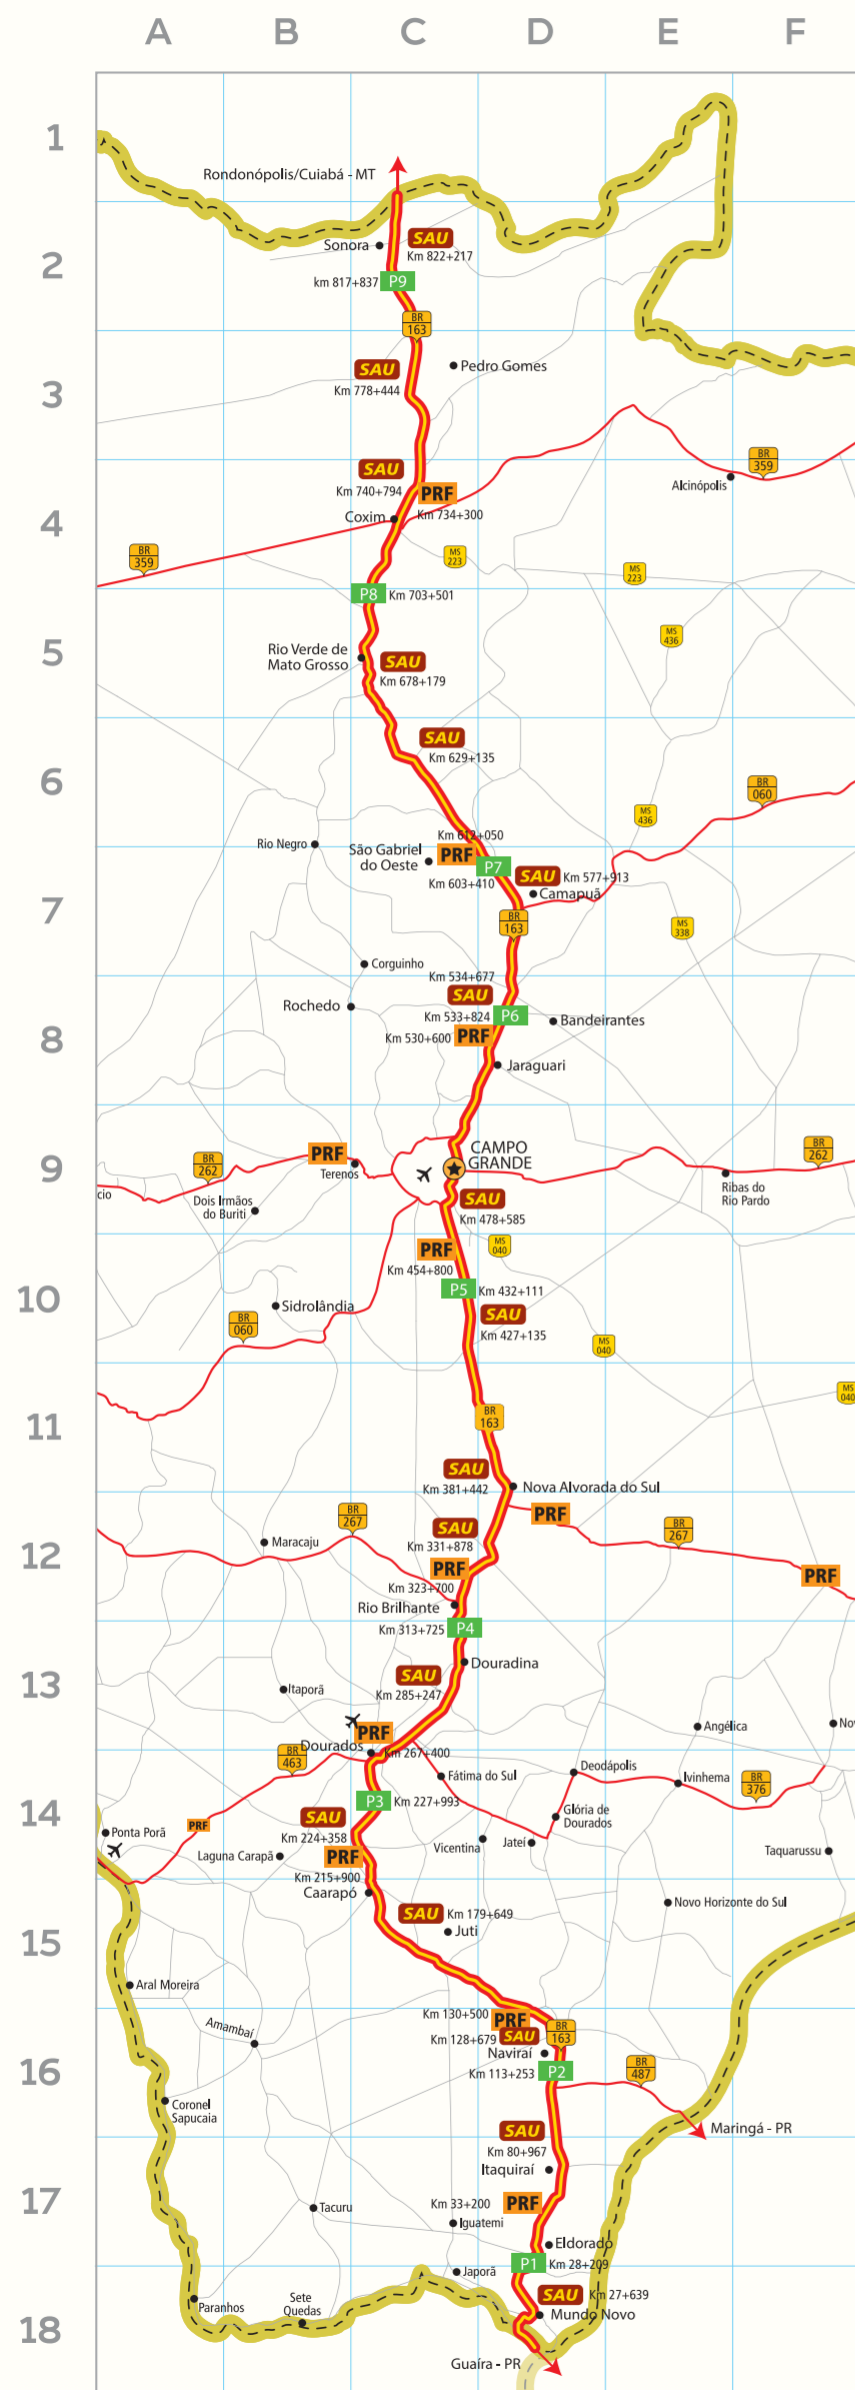 A B C D E F
1
Rondonópolis/Cuiabá - MT
2
Sonora
SAU
Km 822+217
km 817+837
P9
BR
163
3
SAU
Km 778+444
Pedro Gomes
4
SAU
Km 740+794
PRF
Km 734+300
Coxim
BR
359
Alcinópolis
BR
359
MS
223
MS
223
P8
Km 703+501
5
Rio Verde de
Mato Grosso
SAU
Km 678+179
MS
436
6
SAU
Km 629+135
BR
060
MS
436
Km 612+050
Rio Negro
São Gabriel
do Oeste
PRF
P7
Km 603+410
SAU
Km 577+913
Camapuã
7
BR
163
MS
338
Corguinho
Km 534+677
Rochedo
SAU
Km 533+824
P6
Bandeirantes
8
Km 530+600
PRF
Jaraguari
9
CAMPO
GRANDE
BR
262
PRF
Terenos
BR
262
cio
Dois Irmãos
do Buriti
Ribas do
Rio Pardo
SAU
Km 478+585
PRF
Km 454+800
MS
040
10
P5
Km 432+111
Sidrolândia
SAU
Km 427+135
BR
060
MS
040
MS
040
11
BR
163
SAU
Km 381+442
Nova Alvorada do Sul
BR
267
PRF
BR
267
12
Maracaju
SAU
Km 331+878
PRF
Km 323+700
PRF
Rio Brilhante
Km 313+725
P4
13
Douradina
SAU
Km 285+247
Itaporã
Angélica
Nov
PRF
Dourados
Km 267+400
BR
463
Fátima do Sul
Deodápolis
Ivinhema
BR
376
14
P3
Km 227+993
PRF
SAU
Km 224+358
Glória de
Dourados
Ponta Porã
Laguna Carapã
Vicentina
Jateí
Taquarussu
PRF
Km 215+900
Caarapó
Novo Horizonte do Sul
15
SAU
Km 179+649
Juti
Aral Moreira
Km 130+500
PRF
Amambaí
Km 128+679
SAU
BR
163
Naviraí
16
Km 113+253
P2
BR
487
Coronel
Sapucaia
Maringá - PR
SAU
Km 80+967
Itaquiraí
17
Km 33+200
PRF
Tacuru
Iguatemi
Eldorado
P1
Km 28+209
Japorã
SAU
Km 27+639
Paranhos
Sete
Quedas
Mundo Novo
18
Guaíra - PR